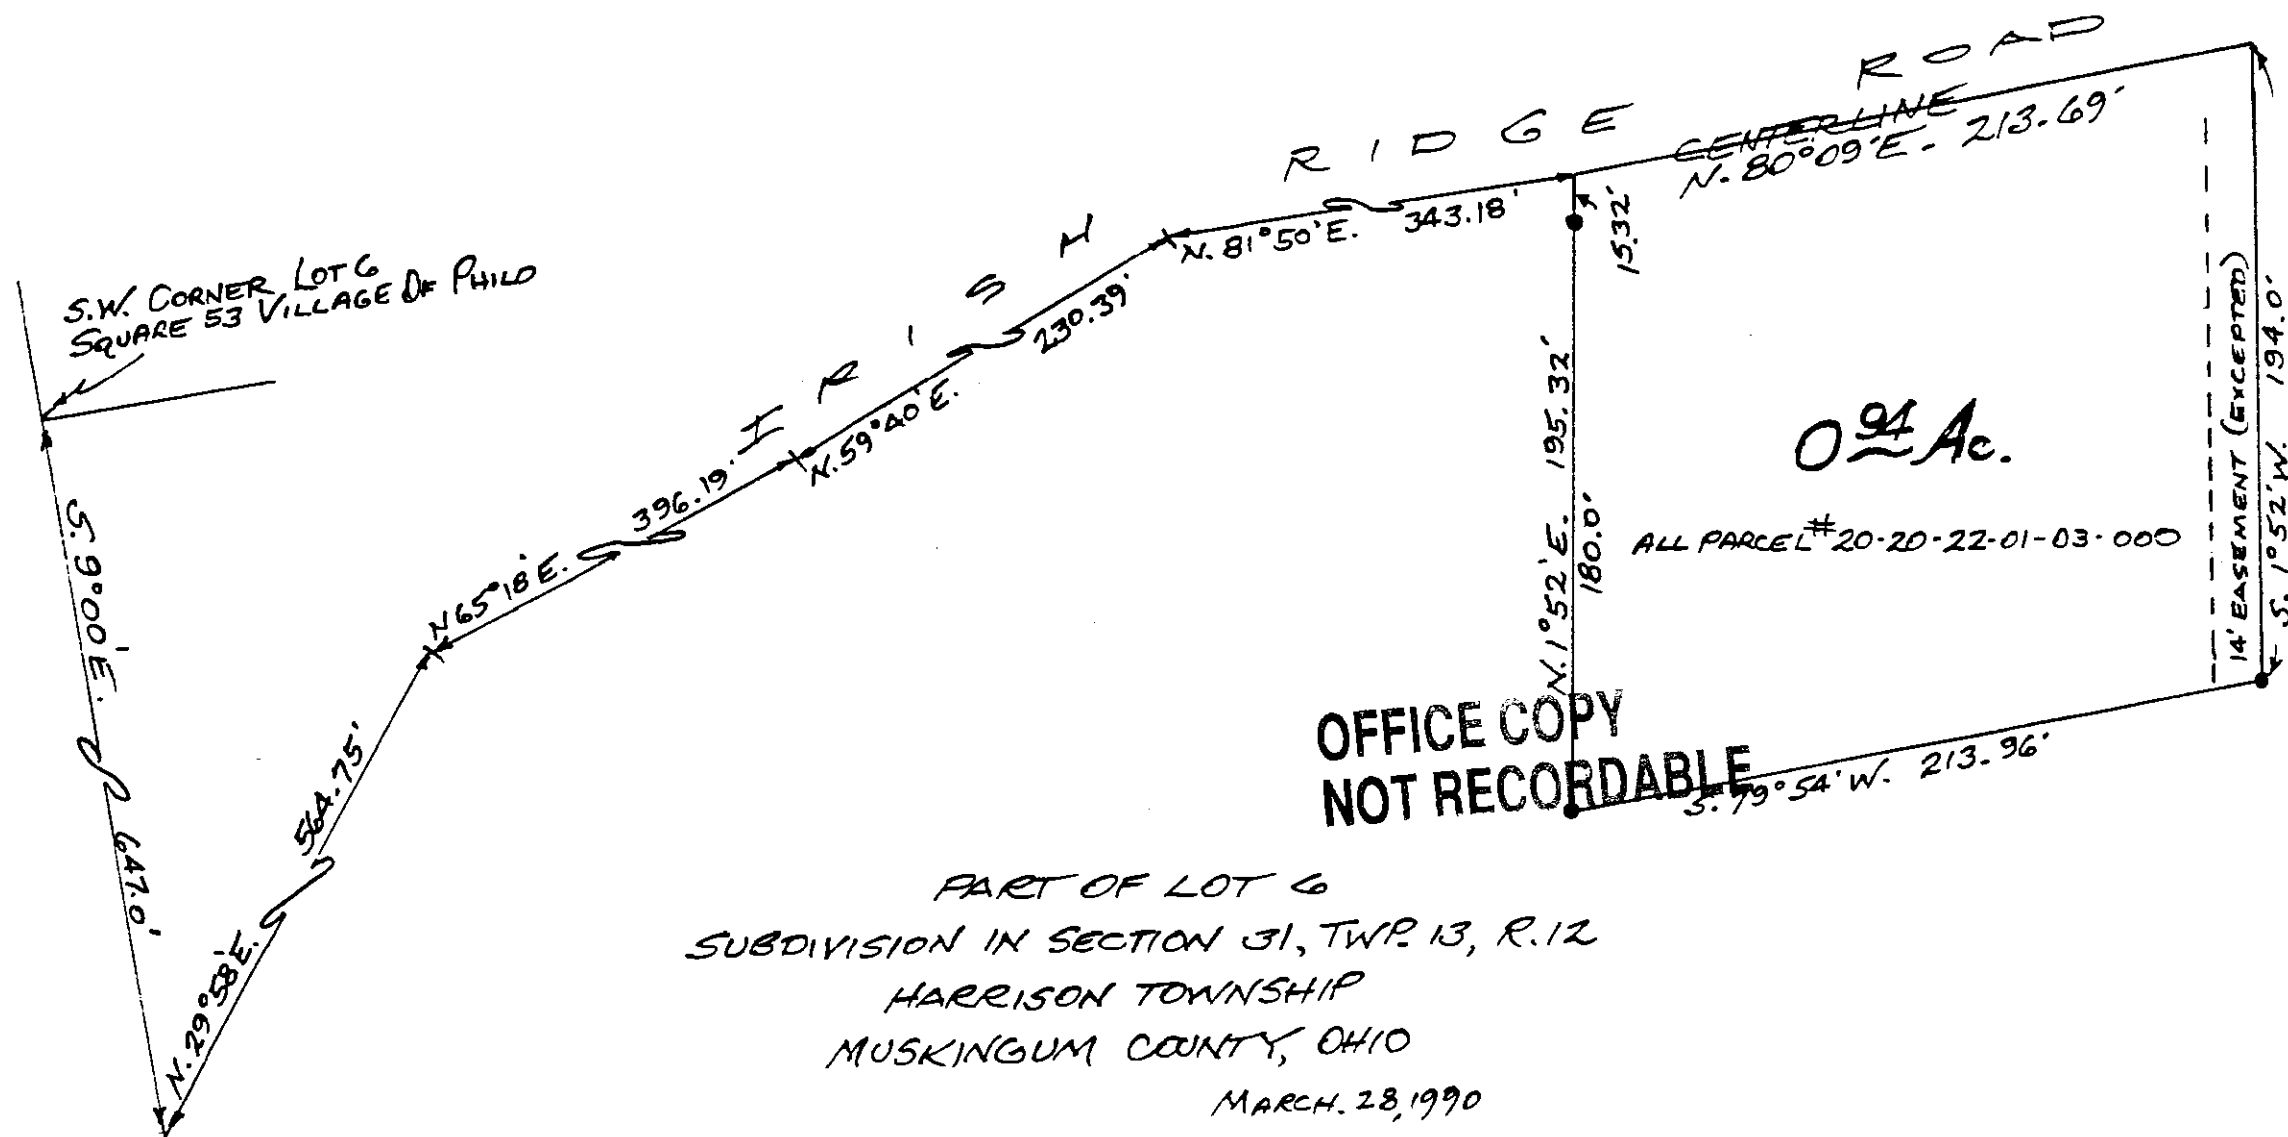 S.W. CORNER LOT 6
SQUARE 53 VILLAGE OF PHILO
S. 9°00'E. 647.0'
N. 29°58'E. 564.75'
N 65°18'E. 396.19'
N. 59°40'E. 230.39'
N. 81°50'E. 343.18'
IRISH RIDGE ROAD
CENTERLINE
N. 80°09'E. - 213.69'
15.32'
N. 1°52'E. 195.32'
180.0'
0.94 Ac.
ALL PARCEL # 20-20-22-01-03-000
14' EASEMENT (EXCEPTED)
S. 1°52'W. 194.0'
S. 79°54'W. 213.96'
OFFICE COPY
NOT RECORDABLE
PART OF LOT 6
SUBDIVISION IN SECTION 31, TWP. 13, R.12
HARRISON TOWNSHIP
MUSKINGUM COUNTY, OHIO
MARCH. 28, 1990